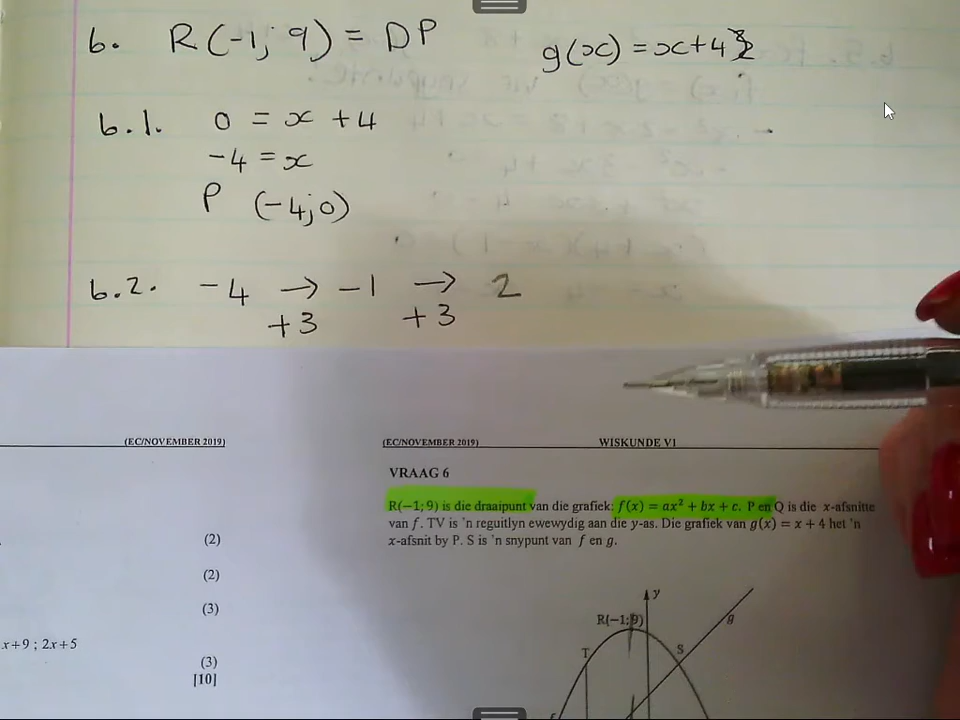 6. R(-1; 9) = DP
g(x) = x+4
6.1. 0 = x +4
-4 = x
P (-4; 0)
6.2. -4 → -1 → 2
+3 +3
(EC/NOVEMBER 2019)
(2)
(2)
(3)
x+9 ; 2x+5
(3)
[10]
(EC/NOVEMBER 2019) WISKUNDE V1
VRAAG 6
R(−1; 9) is die draaipunt van die grafiek: f(x) = ax² + bx + c. P en Q is die x-afsnitte
van f. TV is 'n reguitlyn ewewydig aan die y-as. Die grafiek van g(x) = x + 4 het 'n
x-afsnit by P. S is 'n snypunt van f en g.
y
R(−1; 9)
g
T
S